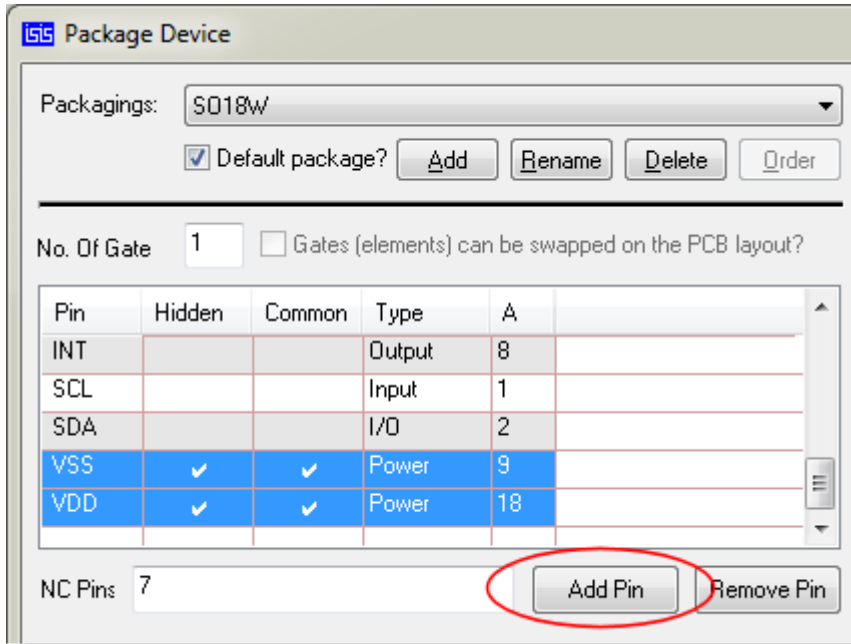 isis Package Device
Packagings: SO18W
Default package? Add Rename Delete Order
No. Of Gate 1 Gates (elements) can be swapped on the PCB layout?
Pin Hidden Common Type A
INT Output 8
SCL Input 1
SDA I/O 2
VSS Power 9
VDD Power 18
NC Pins 7 Add Pin Remove Pin